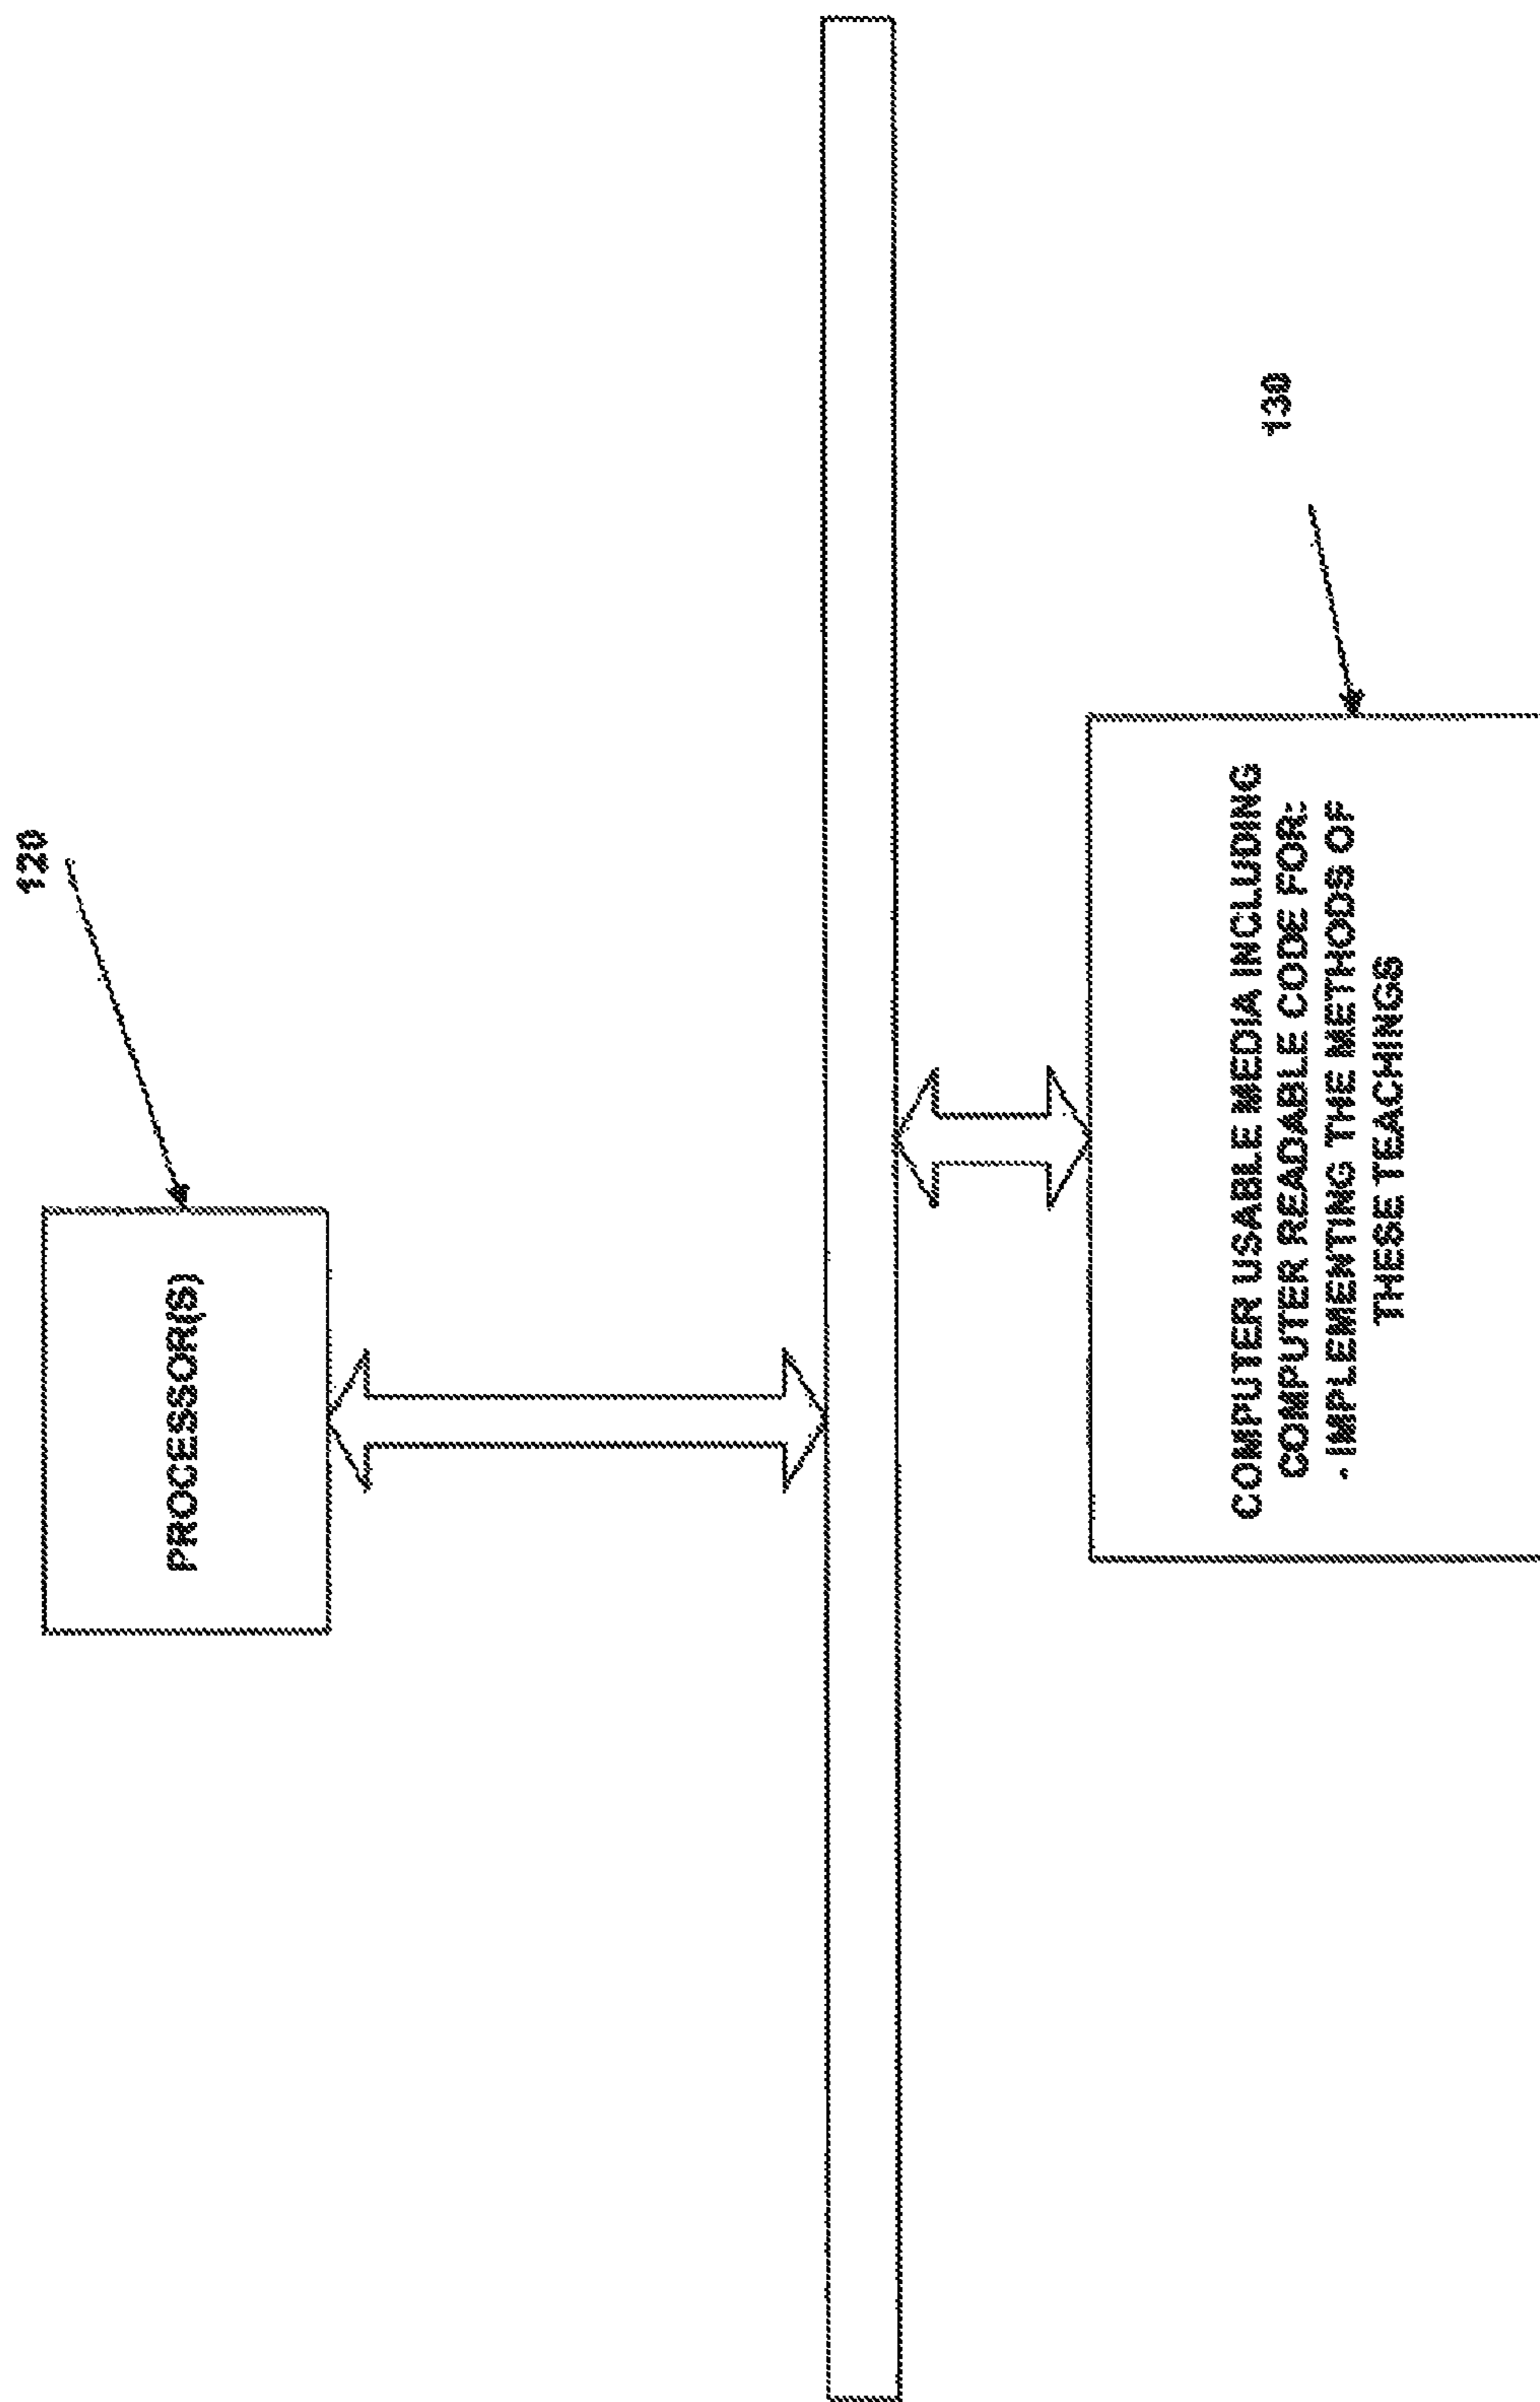 120
PROCESSOR(S)
130
COMPUTER USABLE MEDIA INCLUDING
COMPUTER READABLE CODE FOR:
- IMPLEMENTING THE METHODS OF
THESE TEACHINGS